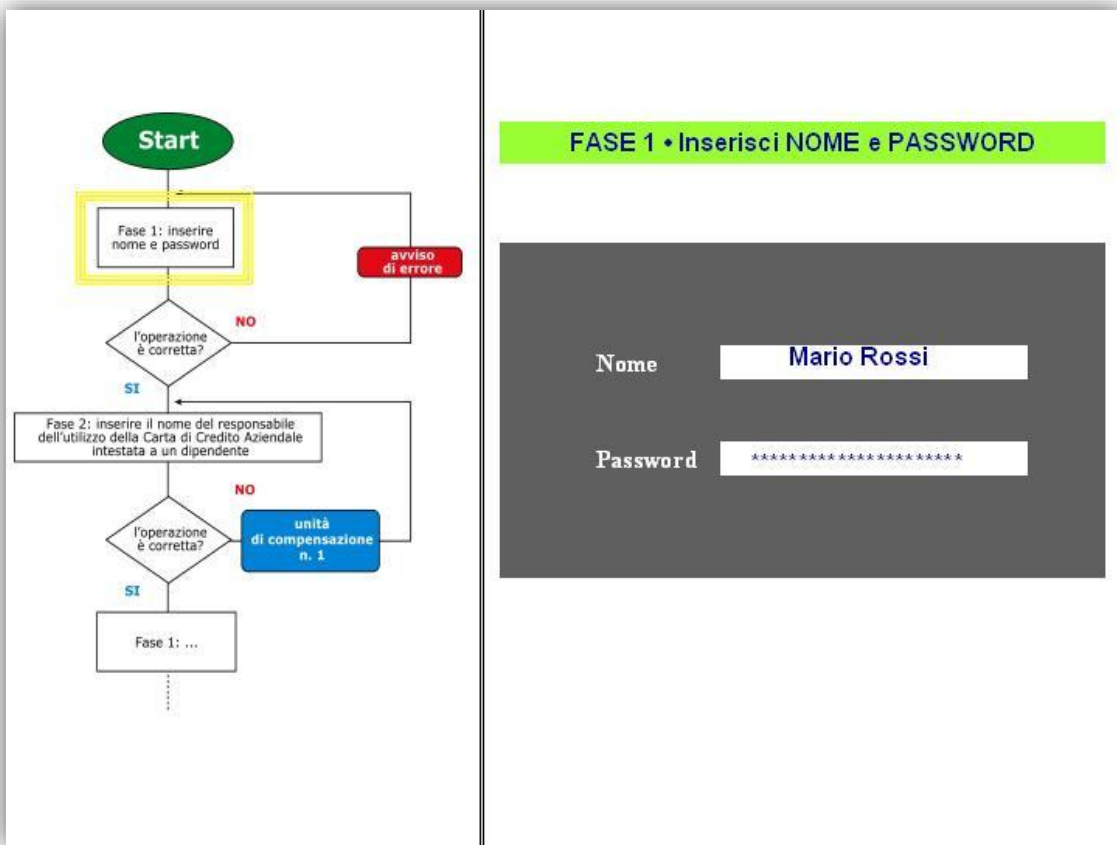 Start
Fase 1: inserire
nome e password
avviso
di errore
NO
l'operazione
è corretta?
SI
Fase 2: inserire il nome del responsabile
dell'utilizzo della Carta di Credito Aziendale
intestata a un dipendente
NO
l'operazione
è corretta?
unità
di compensazione
n. 1
SI
Fase 1: ...
FASE 1 • Inserisci NOME e PASSWORD
Nome
Mario Rossi
Password
**********************